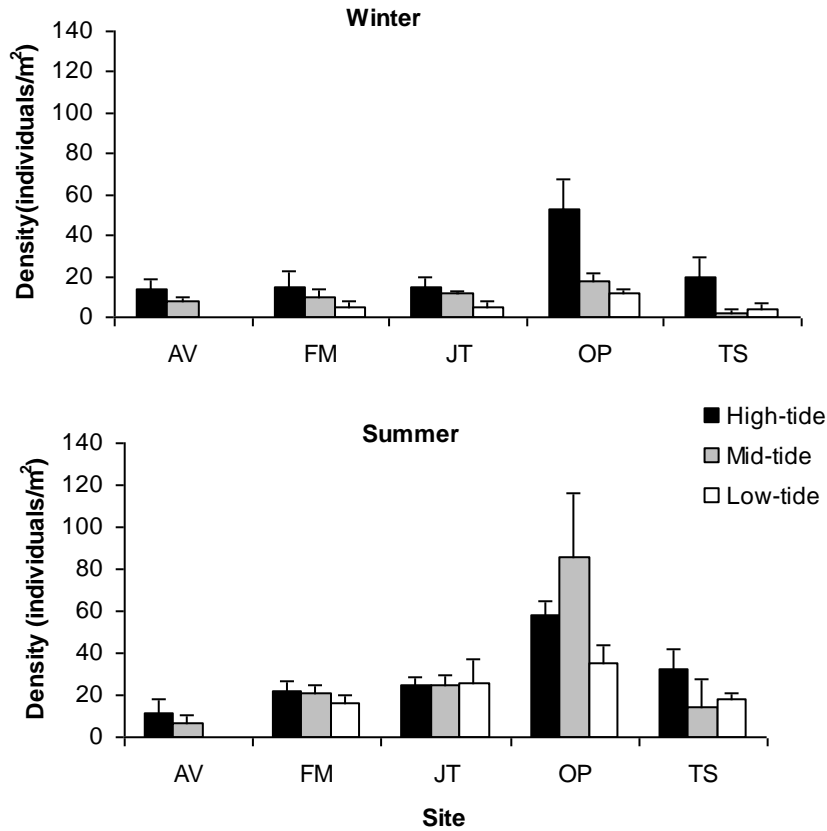 Winter
Density(individuals/m²)
140
120
100
80
60
40
20
0
AV FM JT OP TS
Summer
High-tide
Mid-tide
Low-tide
Density (individuals/m²)
140
120
100
80
60
40
20
0
AV FM JT OP TS
Site